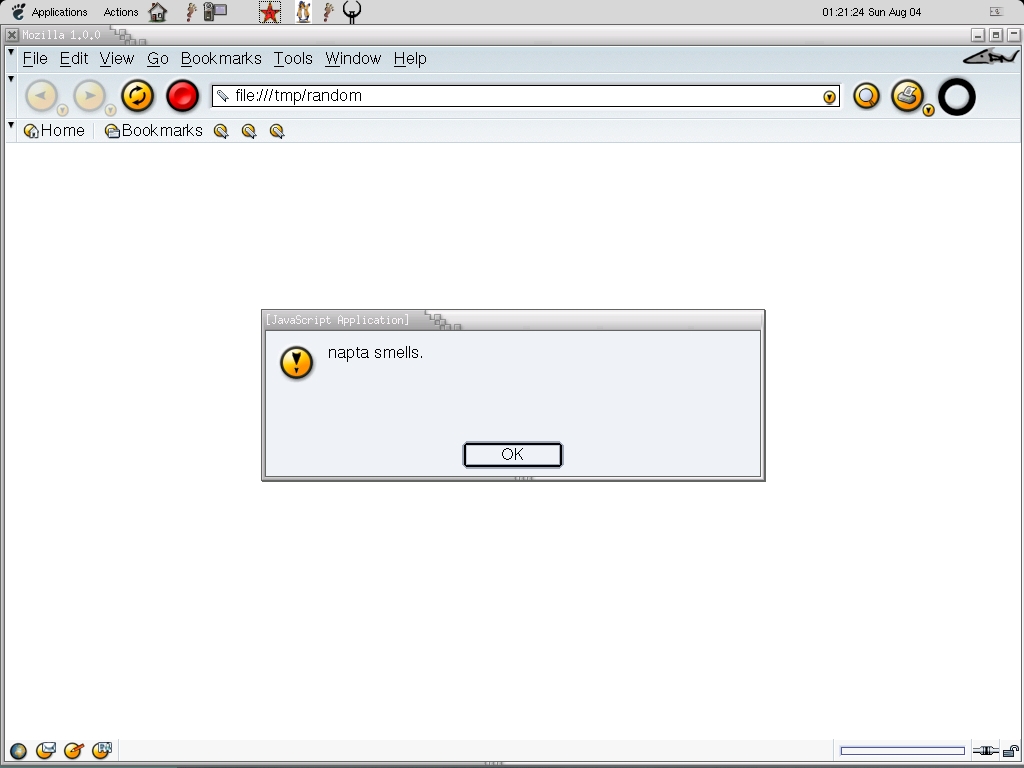 Applications Actions 01:21:24 Sun Aug 04
Mozilla 1.0.0
File Edit View Go Bookmarks Tools Window Help
file:///tmp/random
Home Bookmarks
[JavaScript Application]
napta smells.
OK